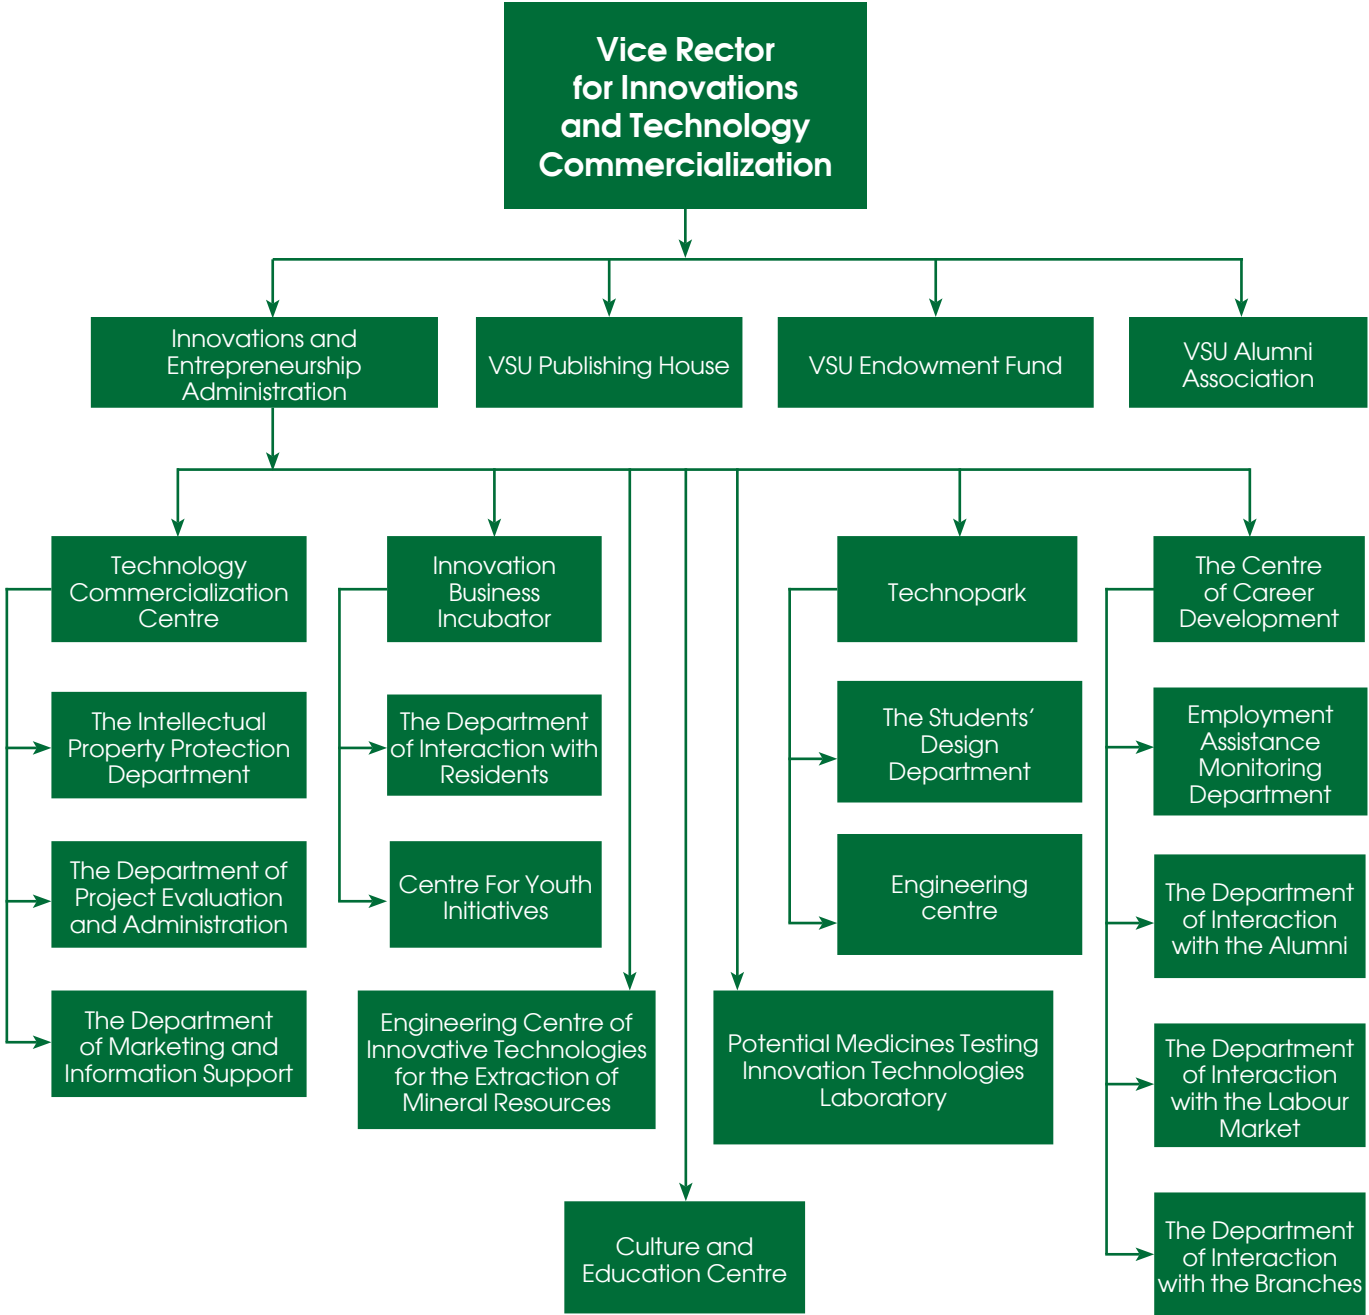 Vice Rector
for Innovations
and Technology
Commercialization
Innovations and
Entrepreneurship
Administration
VSU Publishing House
VSU Endowment Fund
VSU Alumni
Association
Technology
Commercialization
Centre
Innovation
Business
Incubator
Technopark
The Centre
of Career
Development
The Intellectual
Property Protection
Department
The Department
of Interaction with
Residents
The Students’
Design
Department
Employment
Assistance
Monitoring
Department
The Department of
Project Evaluation
and Administration
Centre For Youth
Initiatives
Engineering
centre
The Department
of Interaction
with the Alumni
The Department
of Marketing and
Information Support
Engineering Centre of
Innovative Technologies
for the Extraction of
Mineral Resources
Potential Medicines Testing
Innovation Technologies
Laboratory
The Department
of Interaction
with the Labour
Market
Culture and
Education Centre
The Department
of Interaction
with the Branches